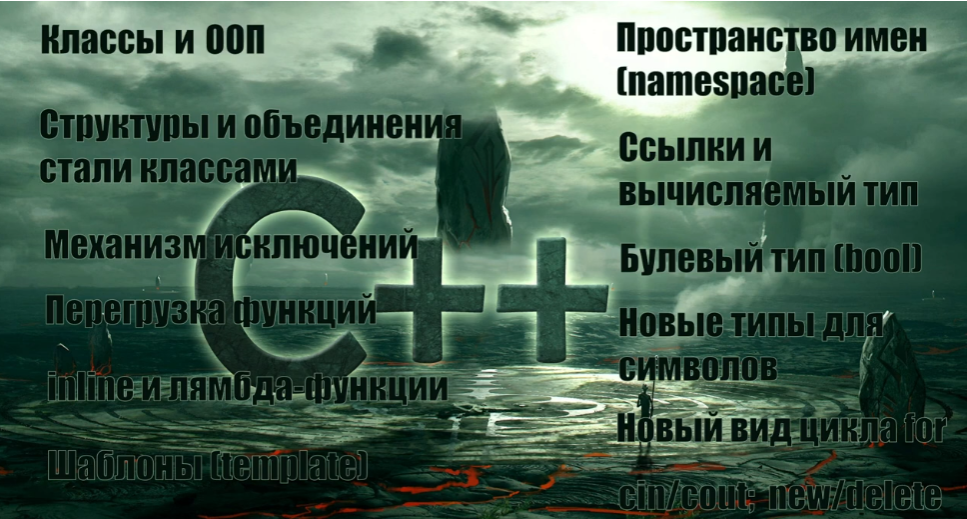 Классы и ООП
Структуры и объединения
стали классами
Механизм исключений
Перегрузка функций
inline и лямбда-функции
Шаблоны (template)
C++
Пространство имен
(namespace)
Ссылки и
вычисляемый тип
Булевый тип (bool)
Новые типы для
символов
Новый вид цикла for
cin/cout; new/delete